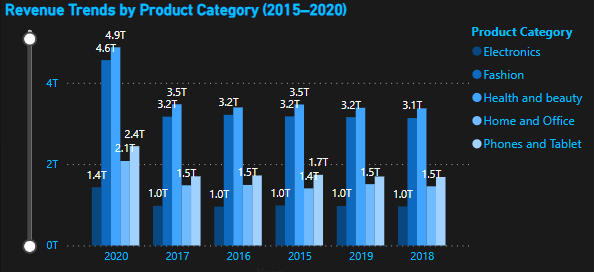 Revenue Trends by Product Category (2015–2020)
Product Category
Electronics
Fashion
Health and beauty
Home and Office
Phones and Tablet
4T
2T
0T
1.4T 4.6T 4.9T 2.1T 2.4T
1.0T 3.2T 3.5T 1.5T
1.0T 3.2T 1.5T
1.0T 3.2T 3.5T 1.4T 1.7T
1.0T 3.2T 1.5T
1.0T 3.1T 1.5T
2020 2017 2016 2015 2019 2018